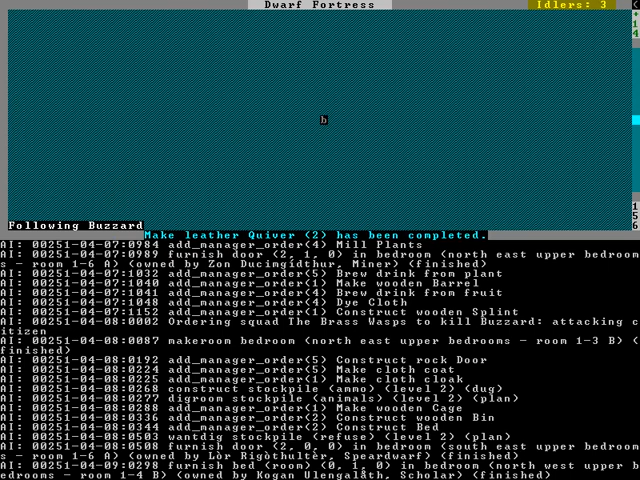 Dwarf Fortress Idlers: 3
b
Following Buzzard
Make leather Quiver (2) has been completed.
AI: 00251-04-07:0984 add_manager_order(4) Mill Plants
AI: 00251-04-07:0989 furnish door (2, 1, 0) in bedroom (north east upper bedroom
s - room 1-6 A) (owned by Zon Ducimgïdthur, Miner) (finished)
AI: 00251-04-07:1032 add_manager_order(5) Brew drink from plant
AI: 00251-04-07:1040 add_manager_order(1) Make wooden Barrel
AI: 00251-04-07:1041 add_manager_order(4) Brew drink from fruit
AI: 00251-04-07:1048 add_manager_order(4) Dye Cloth
AI: 00251-04-07:1152 add_manager_order(1) Construct wooden Splint
AI: 00251-04-08:0002 Ordering squad The Brass Wasps to kill Buzzard: attacking c
itizen
AI: 00251-04-08:0087 makeroom bedroom (north east upper bedrooms - room 1-3 B) (
finished)
AI: 00251-04-08:0192 add_manager_order(5) Construct rock Door
AI: 00251-04-08:0224 add_manager_order(5) Make cloth coat
AI: 00251-04-08:0225 add_manager_order(1) Make cloth cloak
AI: 00251-04-08:0268 construct stockpile (ammo) (level 2) (dug)
AI: 00251-04-08:0277 digroom stockpile (animals) (level 2) (plan)
AI: 00251-04-08:0288 add_manager_order(1) Make wooden Cage
AI: 00251-04-08:0336 add_manager_order(2) Construct wooden Bin
AI: 00251-04-08:0344 add_manager_order(2) Construct Bed
AI: 00251-04-08:0503 wantdig stockpile (refuse) (level 2) (plan)
AI: 00251-04-08:0508 furnish door (2, 0, 0) in bedroom (south east upper bedroom
s - room 1-6 A) (owned by Lòr Rigòthultèr, Speardwarf) (finished)
AI: 00251-04-09:0298 furnish bed (room) (0, 1, 0) in bedroom (north west upper b
edrooms - room 1-4 B) (owned by Kogan Ulengalåth, Scholar) (finished)